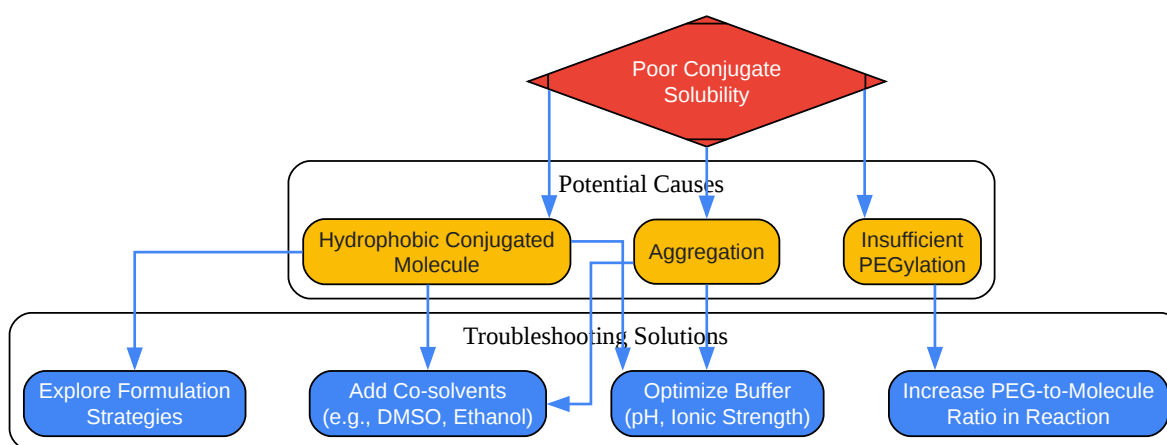 Poor Conjugate
Solubility
Potential Causes
Hydrophobic Conjugated
Molecule
Aggregation
Insufficient
PEGylation
Troubleshooting Solutions
Explore Formulation
Strategies
Add Co-solvents
(e.g., DMSO, Ethanol)
Optimize Buffer
(pH, Ionic Strength)
Increase PEG-to-Molecule
Ratio in Reaction